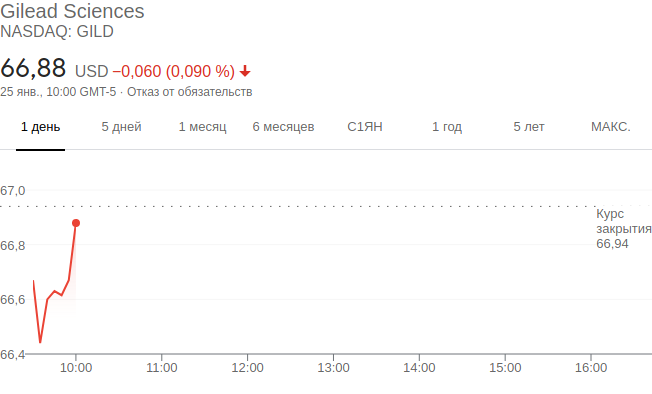 Gilead Sciences
NASDAQ: GILD
66,88 USD −0,060 (0,090 %)
25 янв., 10:00 GMT-5 · Отказ от обязательств
1 день 5 дней 1 месяц 6 месяцев С1ЯН 1 год 5 лет МАКС.
67,0
Курс
закрытия
66,94
66,8
66,6
66,4
10:00 11:00 12:00 13:00 14:00 15:00 16:00